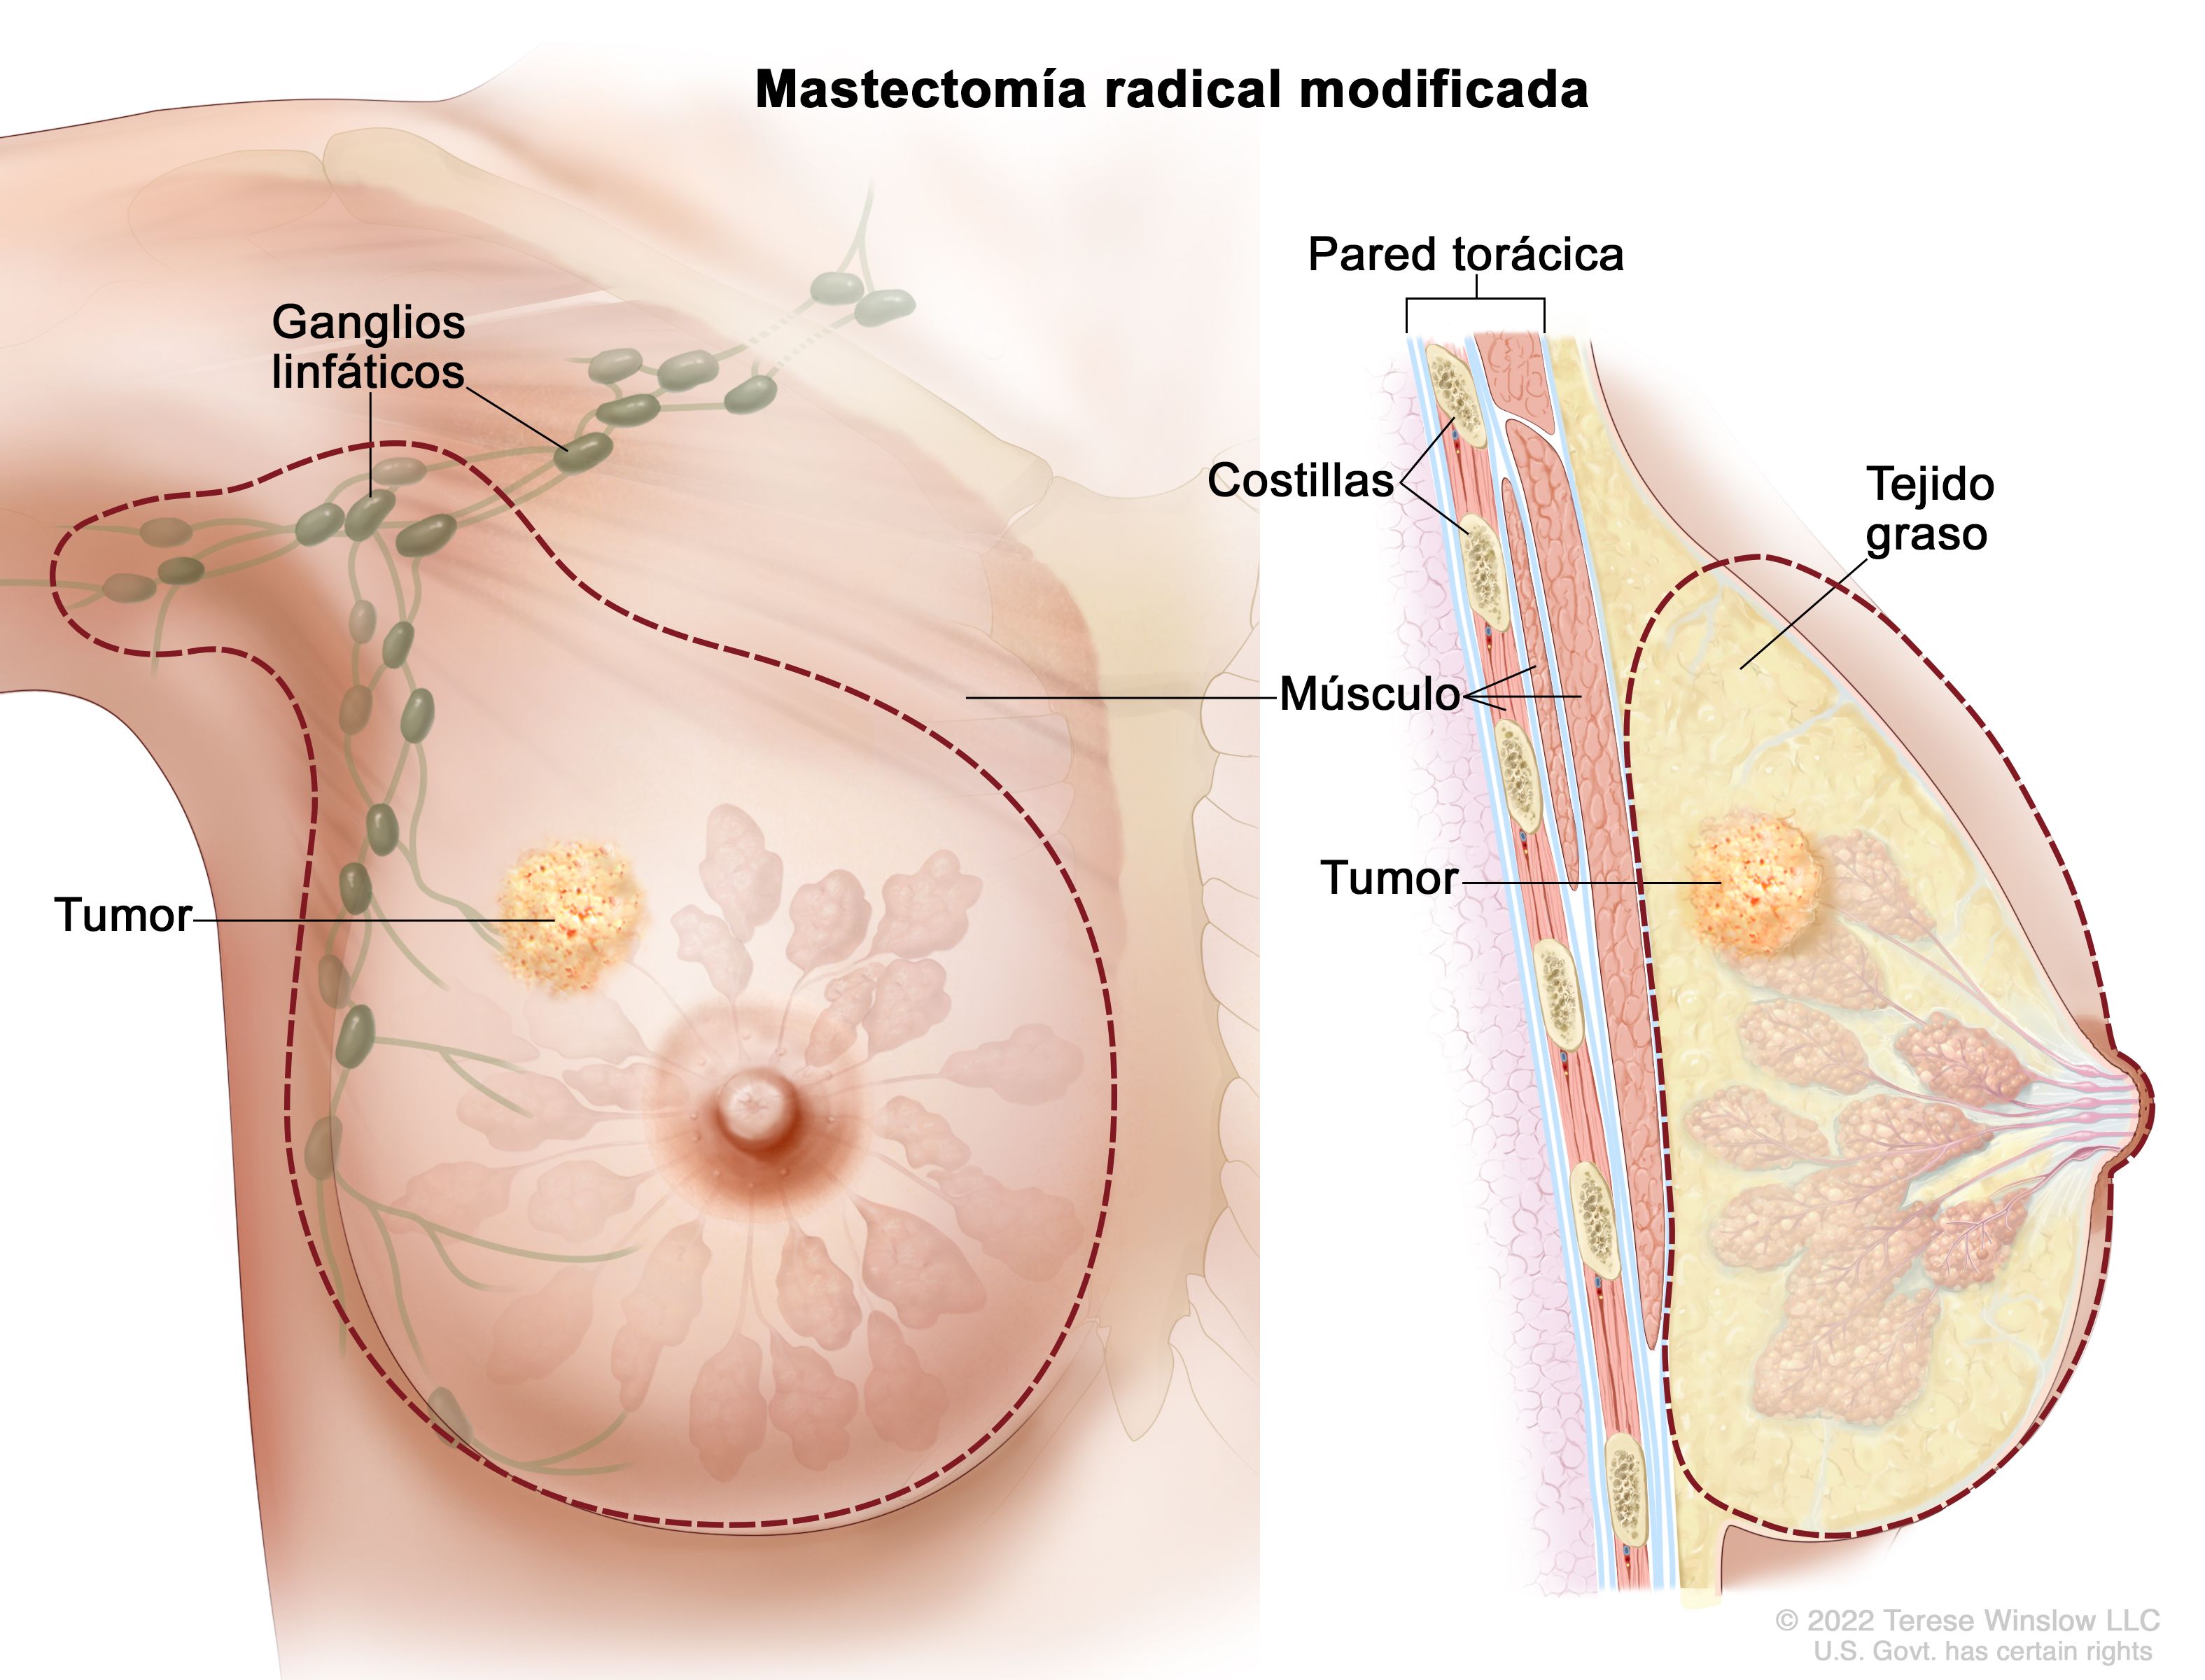 Mastectomía radical modificada
Ganglios
linfáticos
Tumor
Pared torácica
Costillas
Tejido
graso
Músculo
Tumor
© 2022 Terese Winslow LLC
U.S. Govt. has certain rights